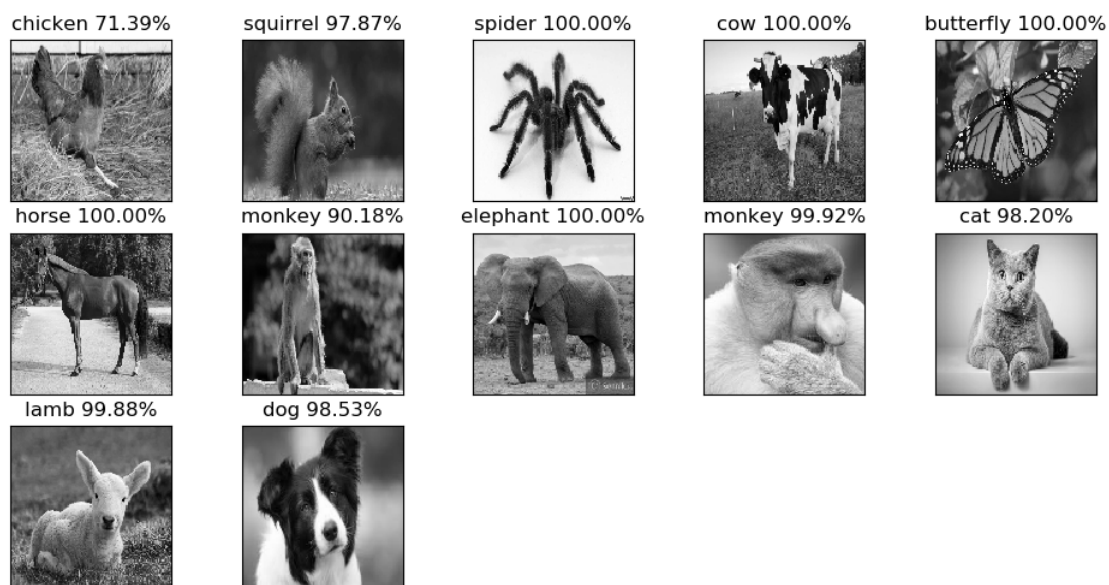 chicken 71.39% squirrel 97.87% spider 100.00% cow 100.00% butterfly 100.00%
horse 100.00% monkey 90.18% elephant 100.00% monkey 99.92% cat 98.20%
lamb 99.88% dog 98.53%